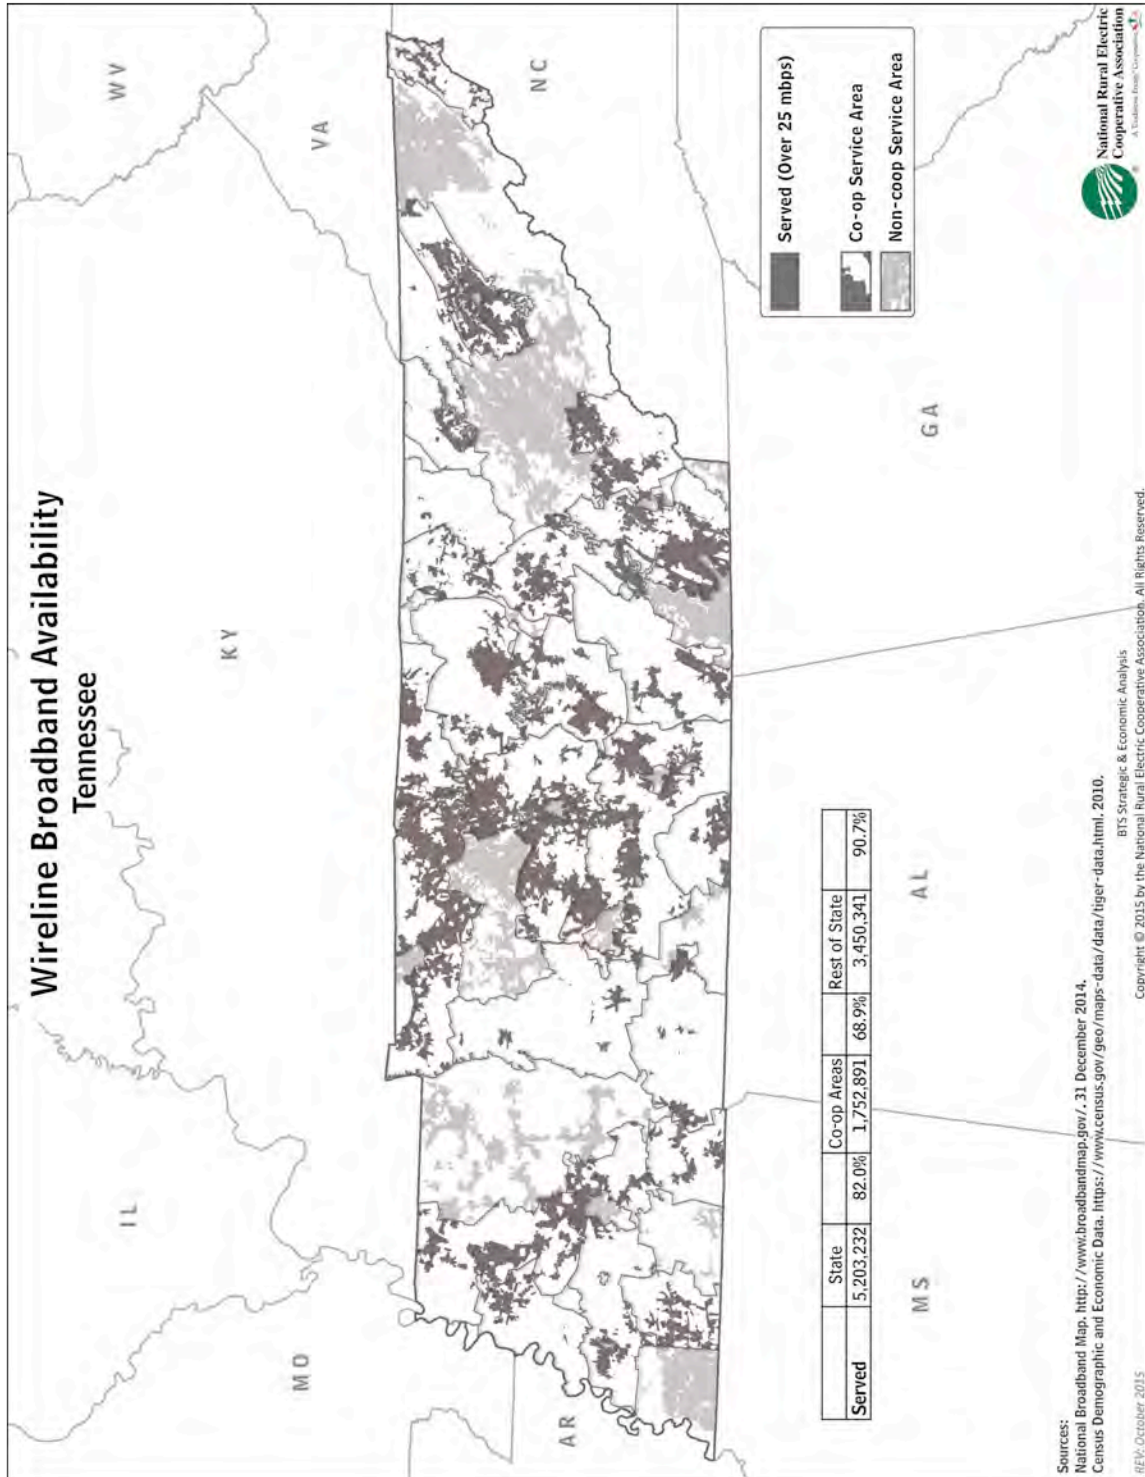 Wireline Broadband Availability
Tennessee
WV
VA
NC
KY
IL
MO
AR
MS
AL
GA
Served (Over 25 mbps)
Co-op Service Area
Non-coop Service Area
State Co-op Areas Rest of State
Served 5,203,232 82.0% 1,752,891 68.9% 3,450,341 90.7%
Sources:
National Broadband Map. http://www.broadbandmap.gov/. 31 December 2014.
Census Demographic and Economic Data. https://www.census.gov/geo/maps-data/data/tiger-data.html. 2010.
BTS Strategic & Economic Analysis
REV: October 2015
Copyright © 2015 by the National Rural Electric Cooperative Association. All Rights Reserved.
National Rural Electric
Cooperative Association